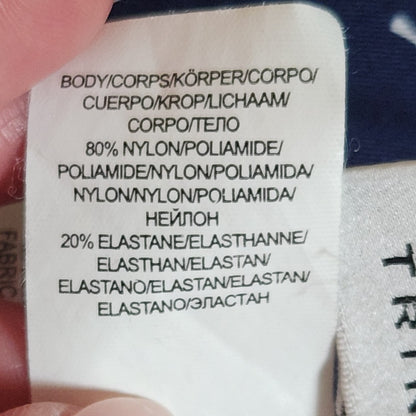 BODY/CORPS/KÖRPER/CORPO/
CUERPO/KROP/LICHAAM/
CORPO/ТЕЛО
80% NYLON/POLIAMIDE/
POLIAMIDE/NYLON/POLIAMIDA/
NYLON/NYLON/POLIAMIDA/
НЕЙЛОН
20% ELASTANE/ELASTHANNE/
ELASTHAN/ELASTAN/
ELASTANO/ELASTAN/ELASTAN/
ELASTANO/ЭЛАСТАН
FABRIC